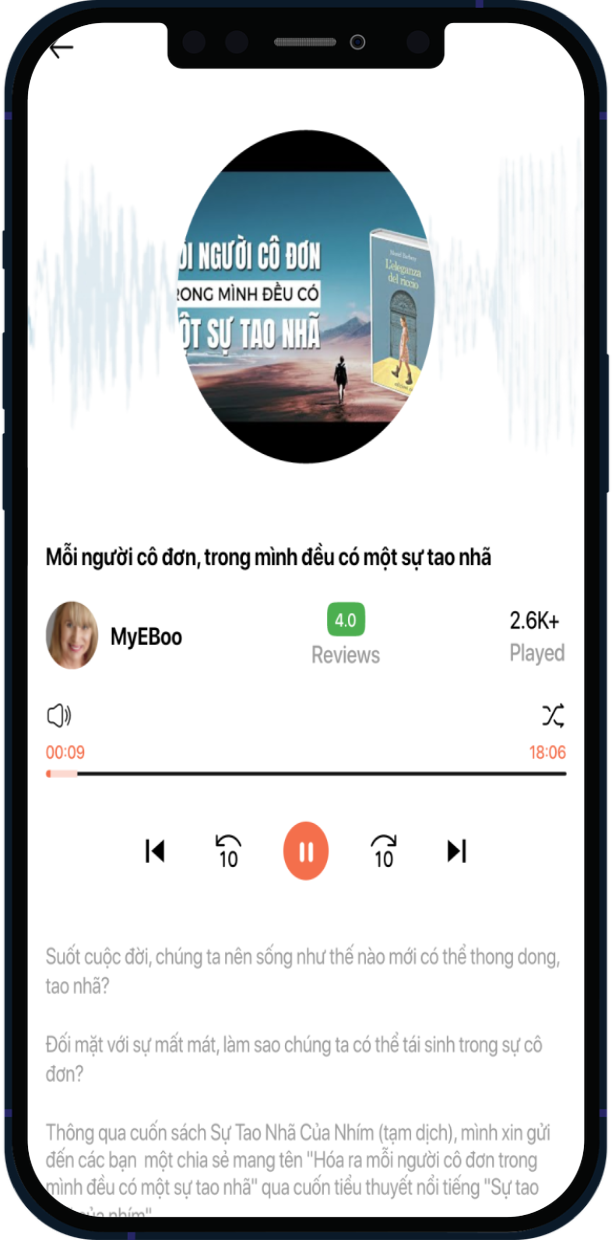 NGƯỜI CÔ ĐƠN
MÌNH ĐỀU CÓ
SỰ TAO NHÃ
L'eleganza
del riccio
Mỗi người cô đơn, trong mình đều có một sự tao nhã
MyEBoo
4.0
Reviews
2.6K+
Played
00:09
18:06
10
10
Suốt cuộc đời, chúng ta nên sống như thế nào mới có thể thong dong,
tao nhã?
Đối mặt với sự mất mát, làm sao chúng ta có thể tái sinh trong sự cô
đơn?
Thông qua cuốn sách Sự Tao Nhã Của Nhím (tạm dịch), mình xin gửi
đến các bạn một chia sẻ mang tên "Hóa ra mỗi người cô đơn trong
mình đều có một sự tao nhã" qua cuốn tiểu thuyết nổi tiếng "Sự tao
của nhím"